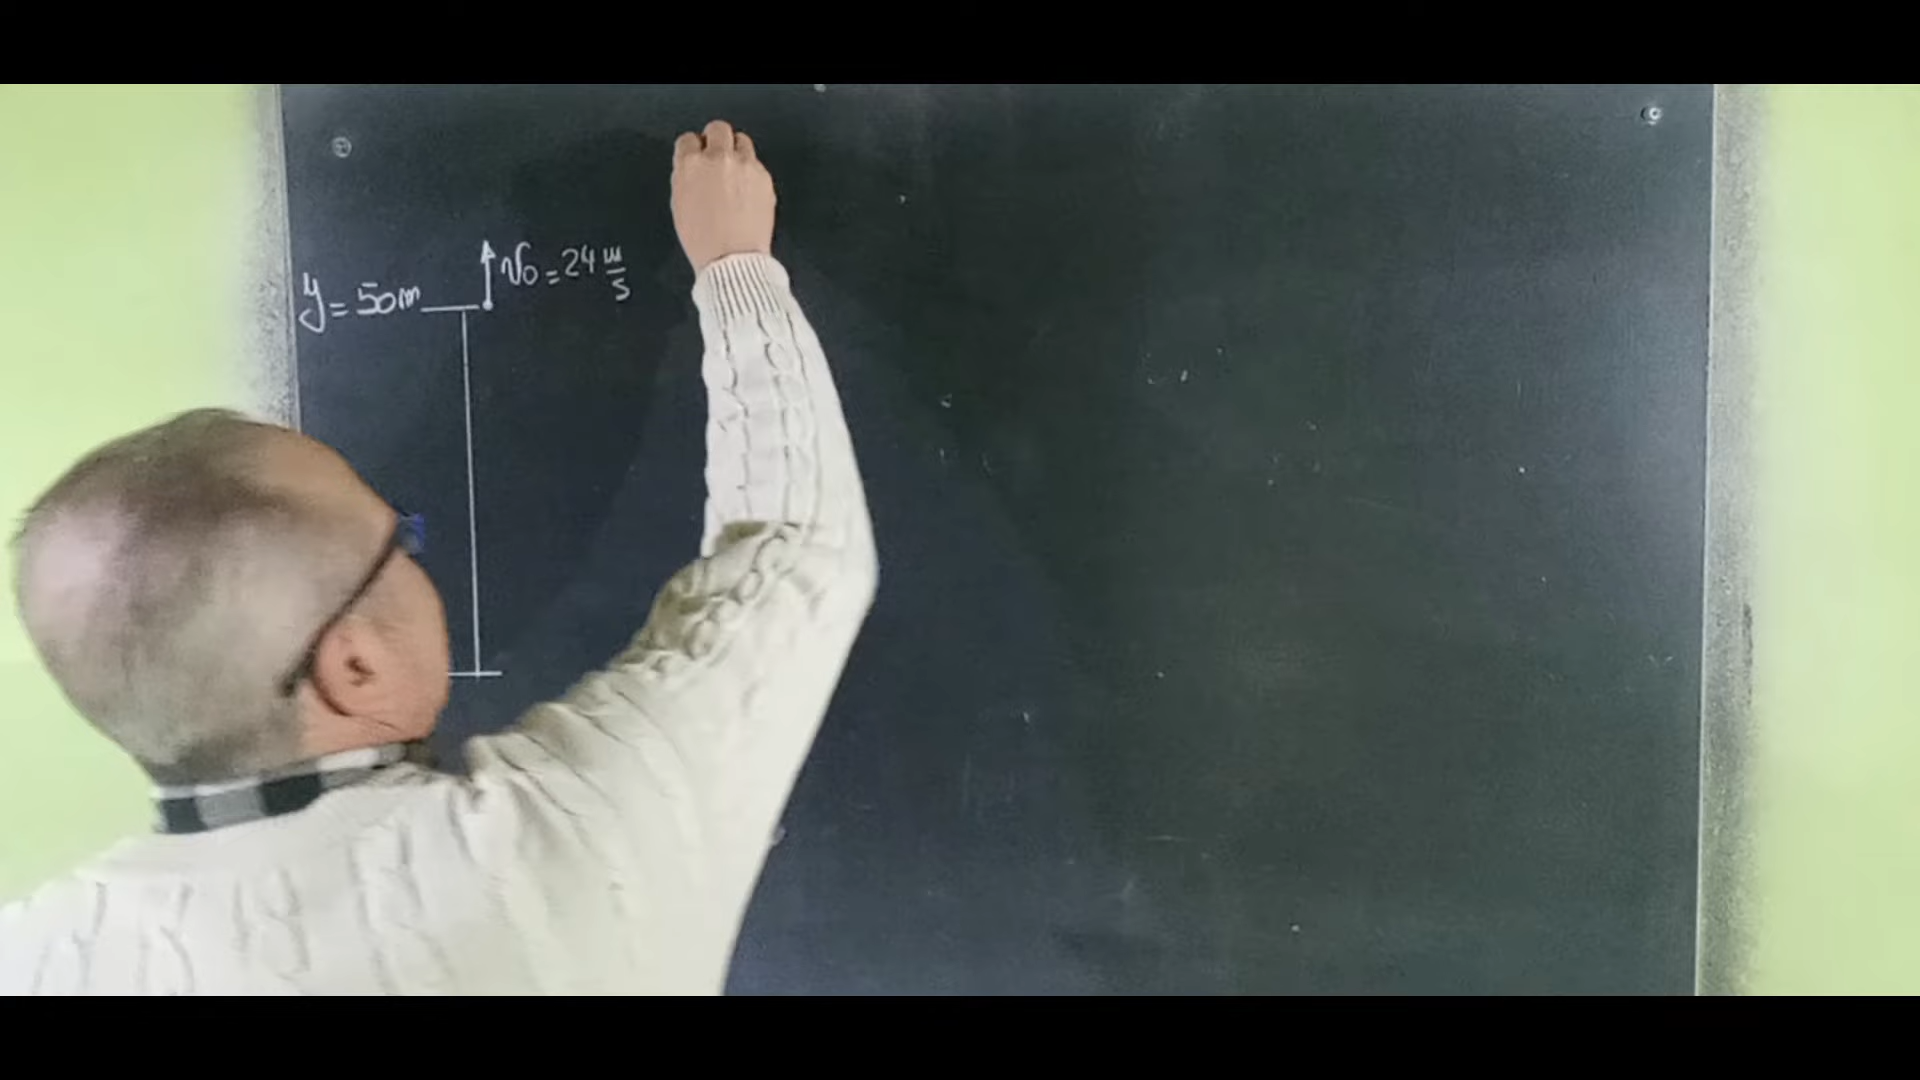 v₀ = 24 m/s
y = 50m